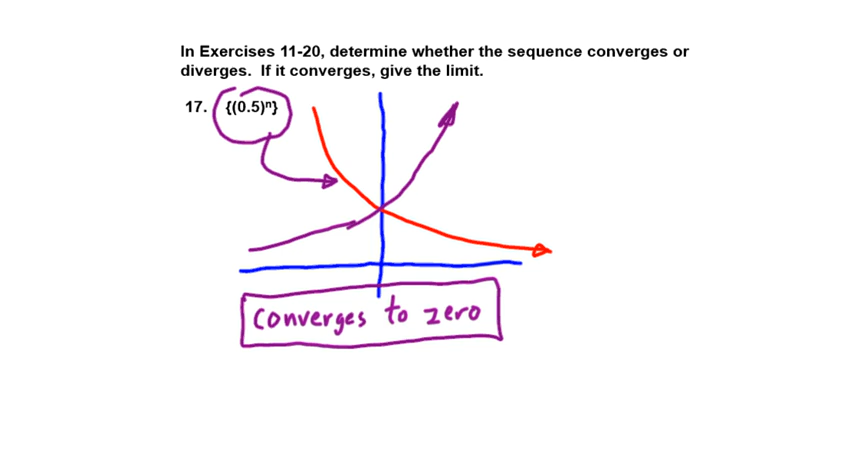 In Exercises 11-20, determine whether the sequence converges or
diverges. If it converges, give the limit.
17. {(0.5)ⁿ}
converges to zero